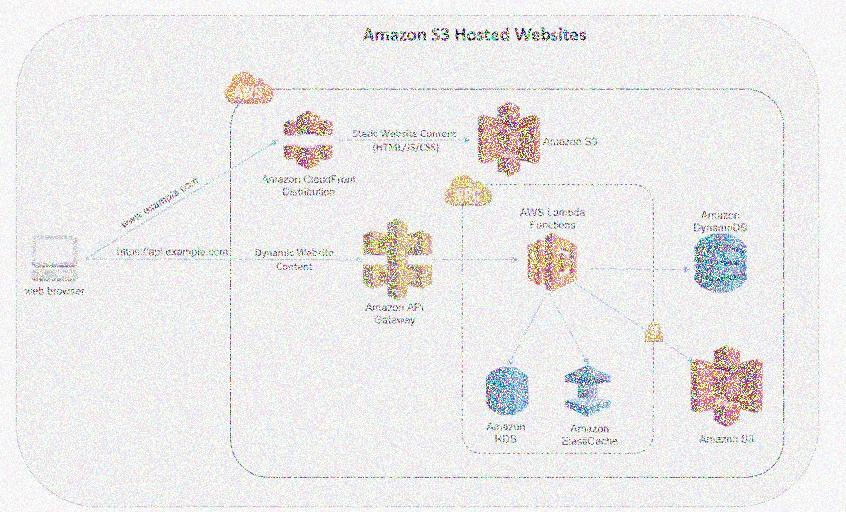 Amazon S3 Hosted Websites
AWS
Static Website Content
(HTML/JS/CSS)
Amazon S3
Amazon CloudFront
Distribution
www.example.com
VPC
AWS Lambda
Functions
Amazon
DynamoDB
https://api.example.com
Dynamic Website
Content
web browser
Amazon API
Gateway
Amazon
RDS
Amazon
ElastiCache
Amazon S3